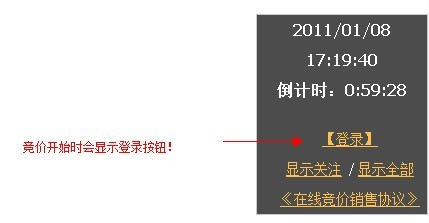 2011/01/08
17:19:40
倒计时：0:59:28
竞价开始时会显示登录按钮！
【登录】
显示关注 / 显示全部
《在线竞价销售协议》